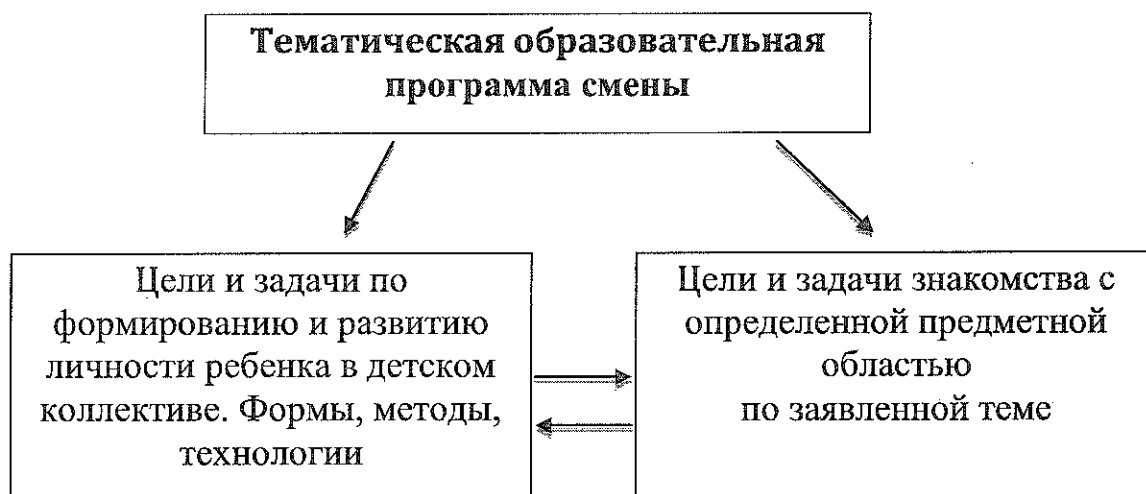 Тематическая образовательная
программа смены
Цели и задачи по
формированию и развитию
личности ребенка в детском
коллективе. Формы, методы,
технологии
Цели и задачи знакомства с
определенной предметной
областью
по заявленной теме